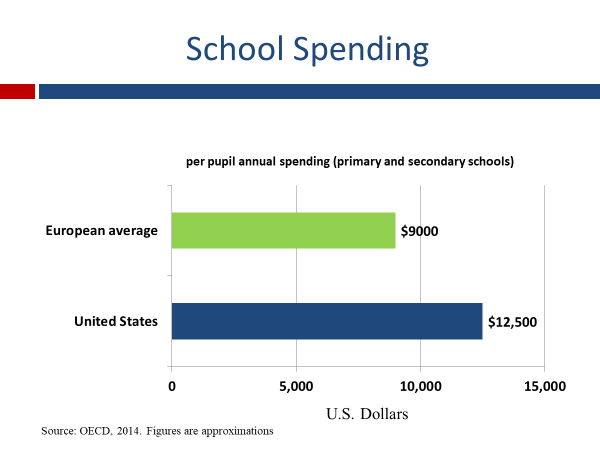 School Spending
per pupil annual spending (primary and secondary schools)
European average
$9000
United States
$12,500
0 5,000 10,000 15,000
U.S. Dollars
Source: OECD, 2014. Figures are approximations